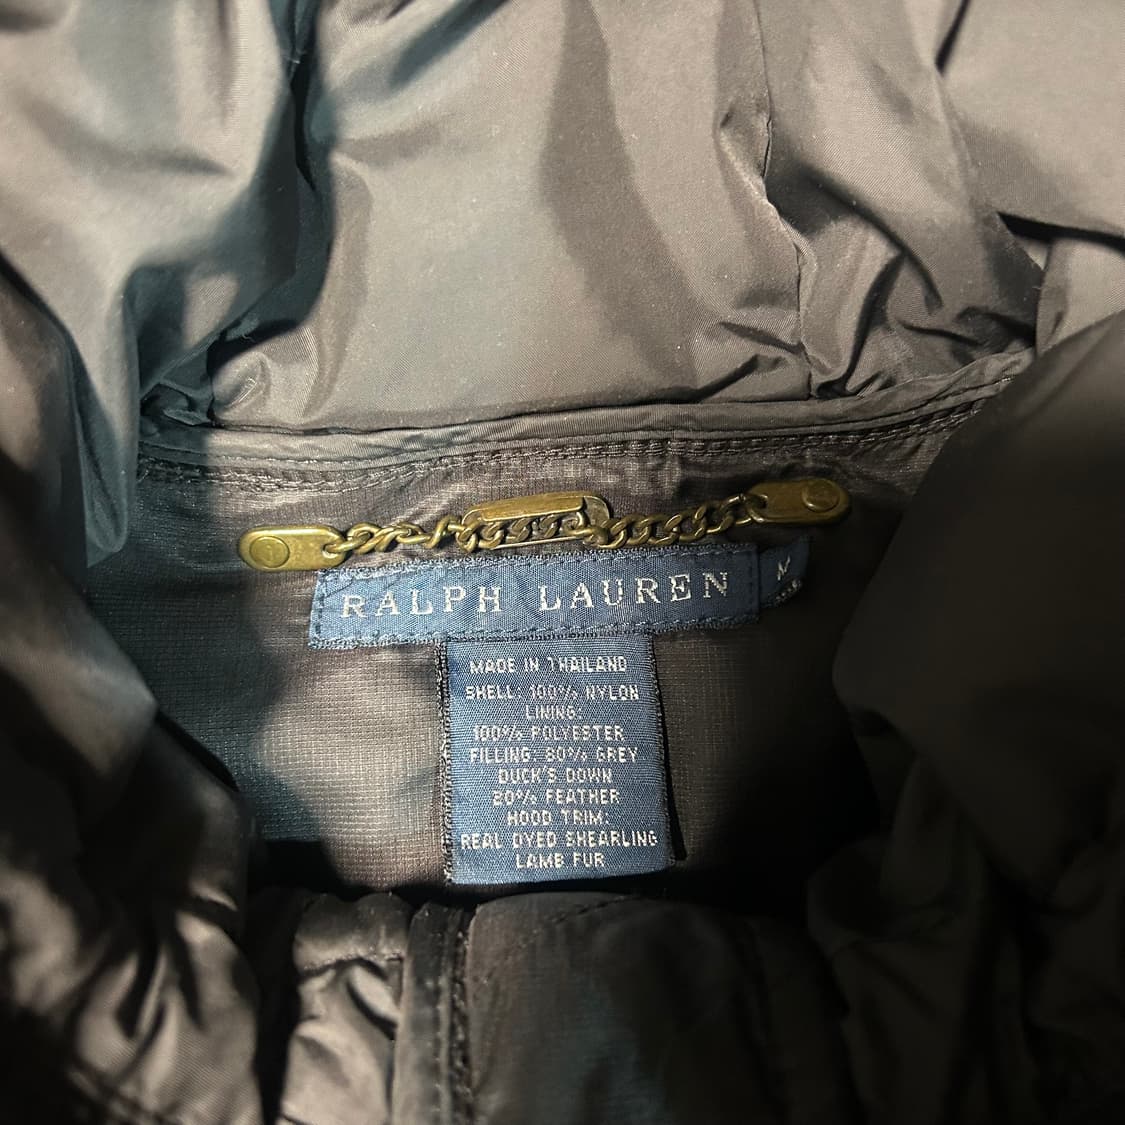 RALPH LAUREN
M
MADE IN THAILAND
SHELL: 100% NYLON
LINING:
100% POLYESTER
FILLING: 80% GREY
DUCK'S DOWN
20% FEATHER
HOOD TRIM:
REAL DYED SHEARLING
LAMB FUR